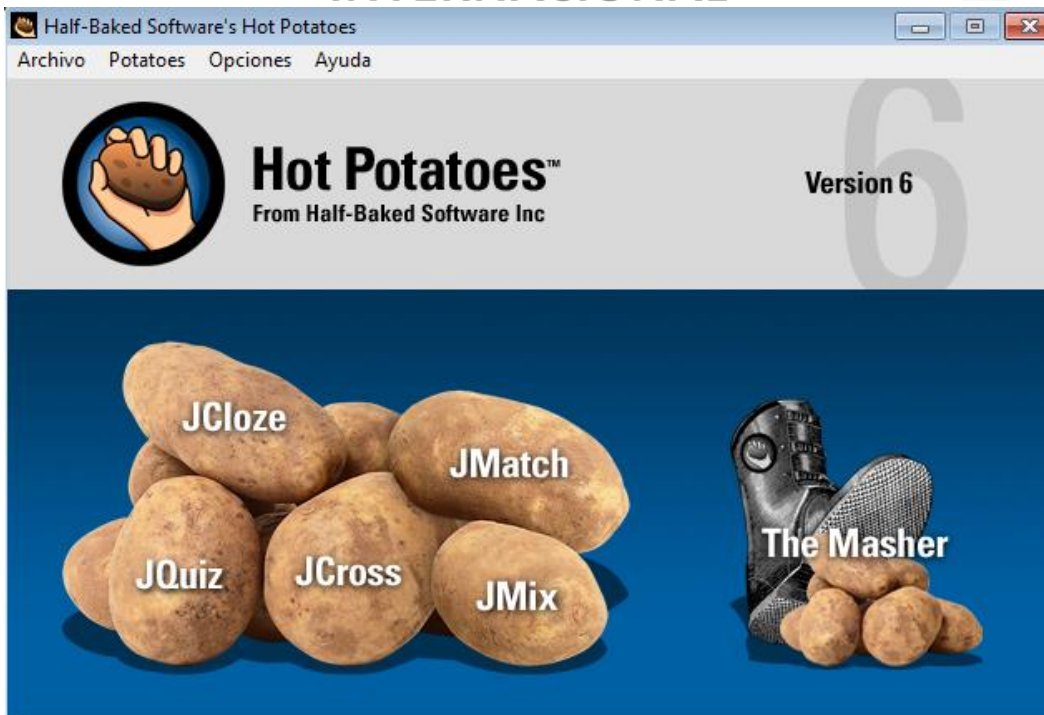 Half-Baked Software's Hot Potatoes
Archivo Potatoes Opciones Ayuda
Hot Potatoes™
From Half-Baked Software Inc
Version 6
6
JCloze
JMatch
JQuiz
JCross
JMix
The Masher